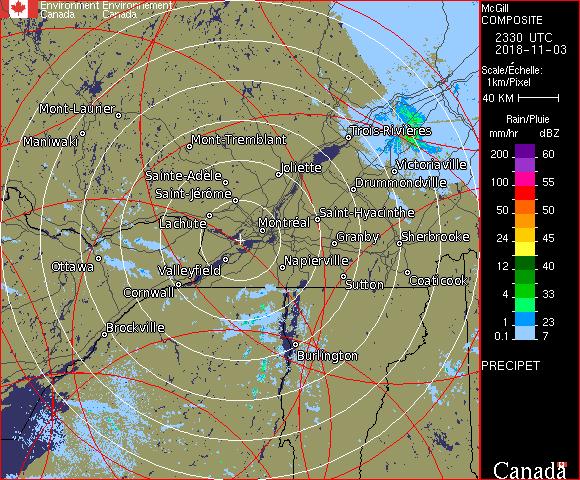 Environment Environnement
Canada Canada
Mont-Laurier
Maniwaki
Mont-Tremblant
Trois-Rivières
Joliette
Victoriaville
Sainte-Adèle
Drummondville
Saint-Jérôme
Lachute
Saint-Hyacinthe
Montréal
Granby
Sherbrooke
Ottawa
Valleyfield
Napierville
Sutton
Coaticook
Cornwall
Brockville
Burlington
McGill
COMPOSITE
2330 UTC
2018-11-03
Scale/Échelle:
1km/Pixel
40 KM
Rain/Pluie
mm/hr dBZ
200 60
100 55
50 50
24 45
12 40
4 33
2 28
1 23
0.1 7
PRECIPET
Canada